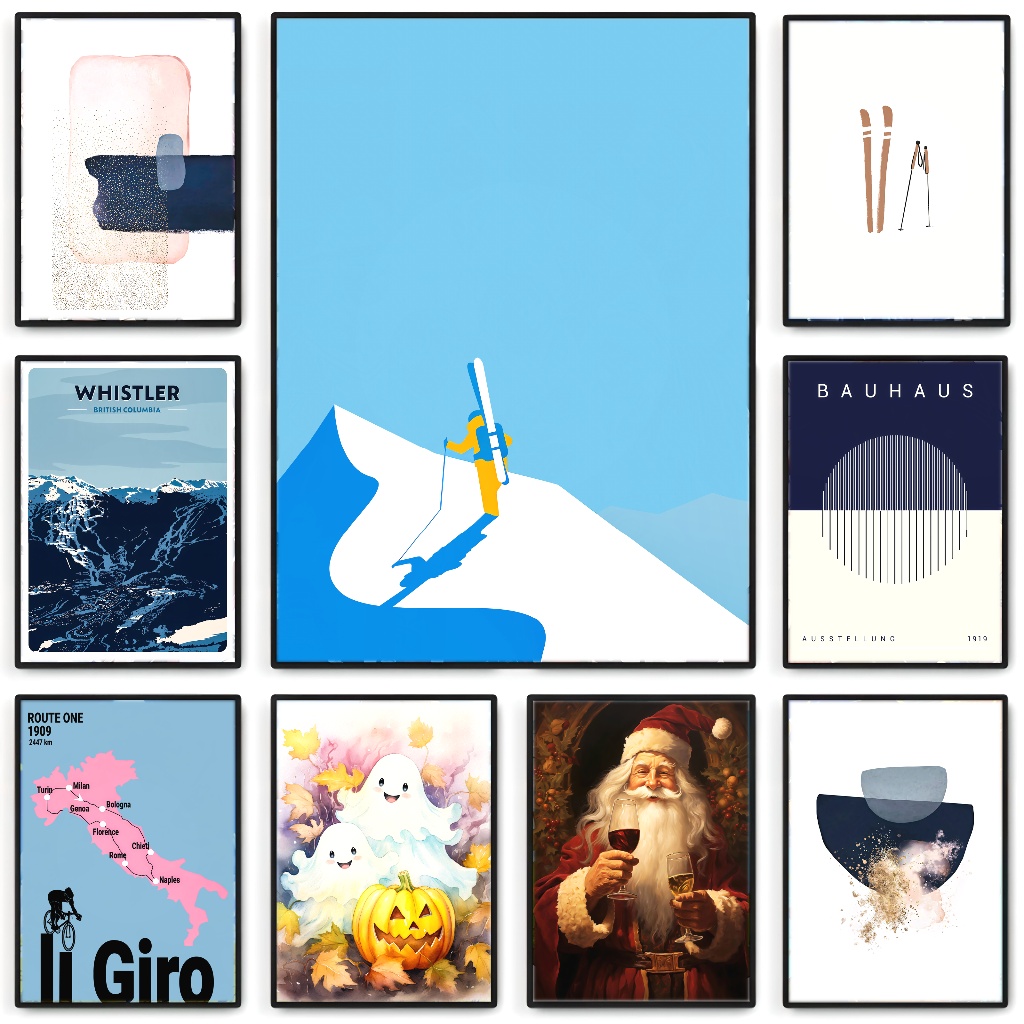 WHISTLER
BRITISH COLUMBIA
BAUHAUS
AUSSTELLUNG 1919
ROUTE ONE
1909
2447 km
Turin
Milan
Genoa
Bologna
Florence
Chieti
Rome
Naples
Il Giro